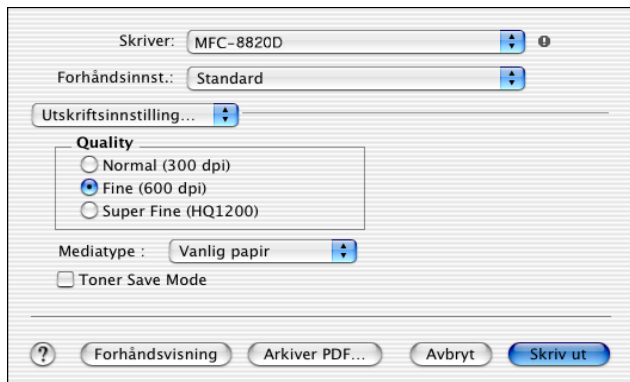 Skriver: MFC-8820D
Forhåndsinnst.: Standard
Utskriftsinnstilling...
Quality
Normal (300 dpi)
Fine (600 dpi)
Super Fine (HQ1200)
Mediatype : Vanlig papir
Toner Save Mode
? Forhåndsvisning Arkiver PDF... Avbryt Skriv ut